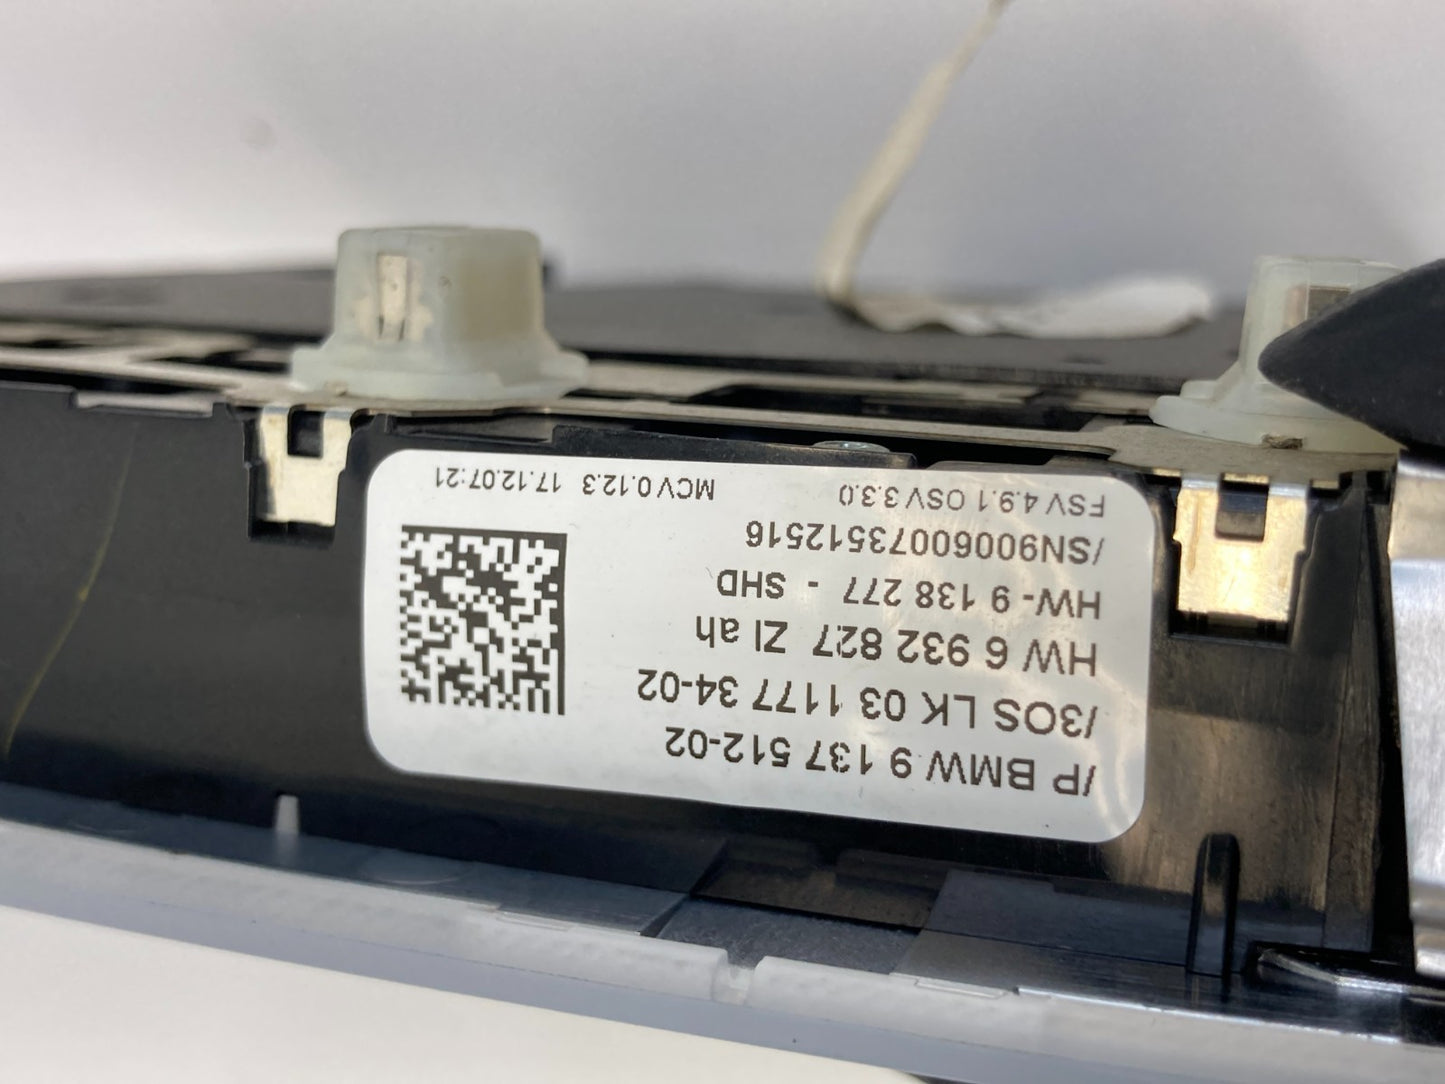 /P BMW 9 137 512-02
/3OS LK 03 1177 34-02
HW 6 932 827 ZI ah
HW- 9 138 277 - SHD
/SN90060073512516
FSV 4.9.1 OSV 3.3.0 MCV 0.12.3 17.12.07:21